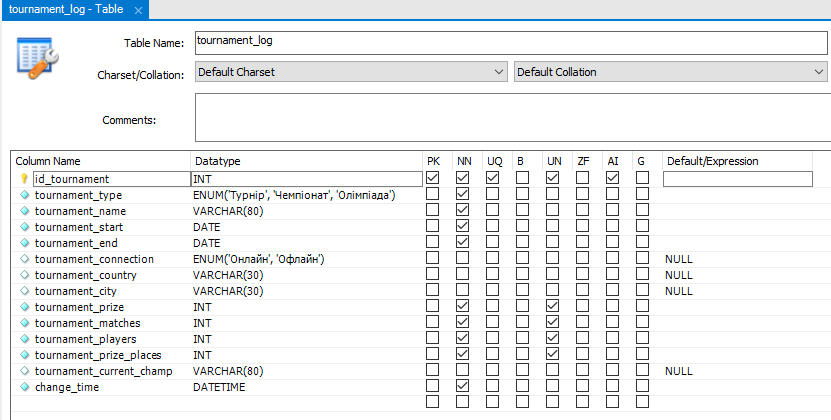 tournament_log - Table
Table Name: tournament_log
Charset/Collation: Default Charset Default Collation
Comments:
Column Name Datatype PK NN UQ B UN ZF AI G Default/Expression
id_tournament INT
tournament_type ENUM('Турнір', 'Чемпіонат', 'Олімпіада')
tournament_name VARCHAR(80)
tournament_start DATE
tournament_end DATE
tournament_connection ENUM('Онлайн', 'Офлайн') NULL
tournament_country VARCHAR(30) NULL
tournament_city VARCHAR(30) NULL
tournament_prize INT
tournament_matches INT
tournament_players INT
tournament_prize_places INT
tournament_current_champ VARCHAR(80) NULL
change_time DATETIME